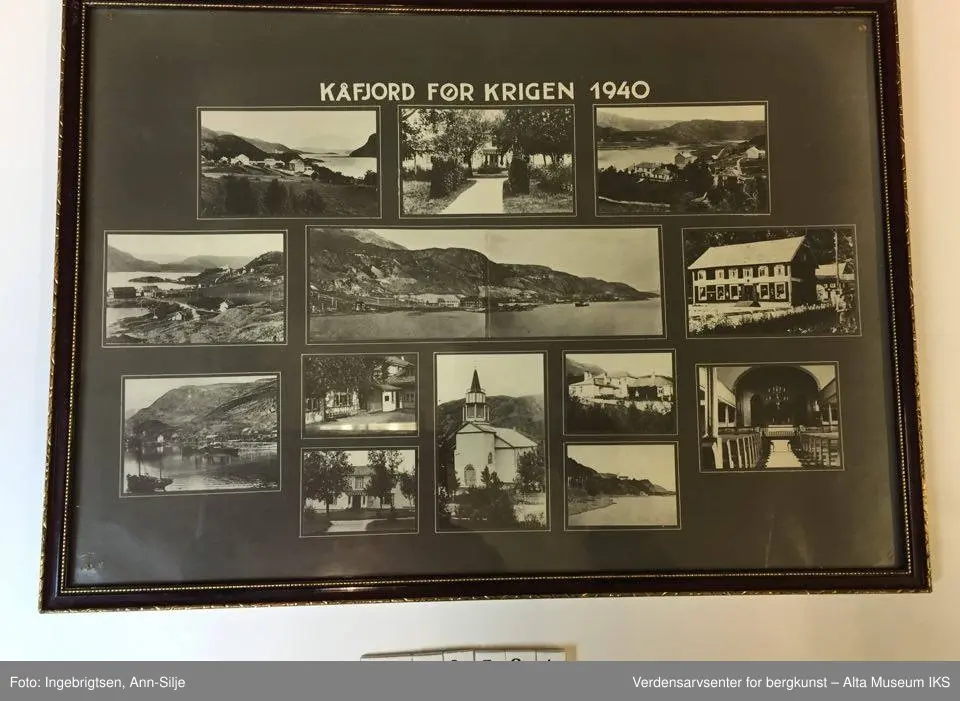 KÅFJORD FØR KRIGEN 1940
Foto: Ingebrigtsen, Ann-Silje
Verdensarvsenter for bergkunst – Alta Museum IKS